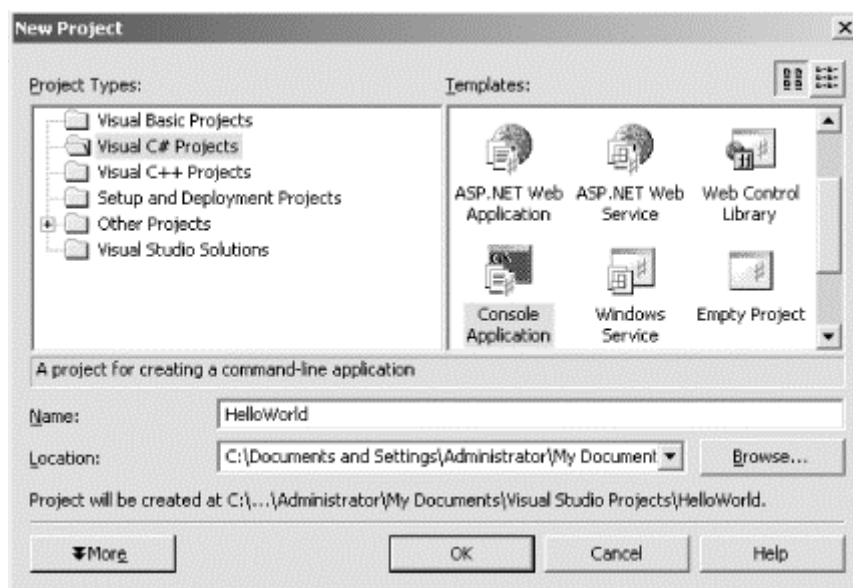 New Project
Project Types:
Templates:
Visual Basic Projects
Visual C# Projects
Visual C++ Projects
Setup and Deployment Projects
Other Projects
Visual Studio Solutions
ASP.NET Web Application
ASP.NET Web Service
Web Control Library
Console Application
Windows Service
Empty Project
A project for creating a command-line application
Name: HelloWorld
Location: C:\Documents and Settings\Administrator\My Document Browse...
Project will be created at C:\...\Administrator\My Documents\Visual Studio Projects\HelloWorld.
More OK Cancel Help